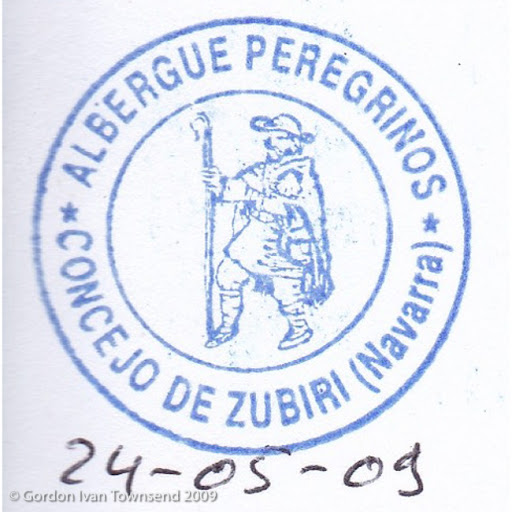 * ALBERGUE PEREGRINOS *
CONCEJO DE ZUBIRI (Navarra)
24-05-09
© Gordon Ivan Townsend 2009